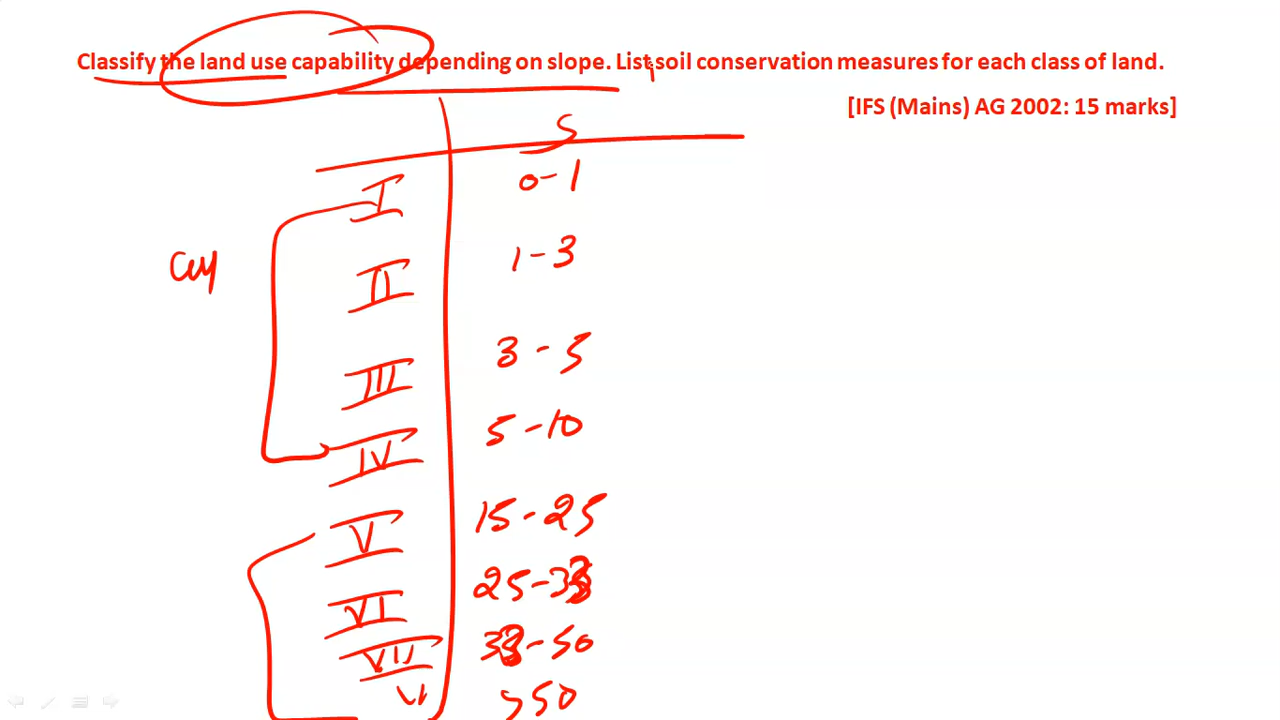 Classify the land use capability depending on slope. List soil conservation measures for each class of land.
[IFS (Mains) AG 2002: 15 marks]
S
I 0-1
II 1-3
III 3-5
IV 5-10
V 15-25
VI 25-33
VII 33-50
>50